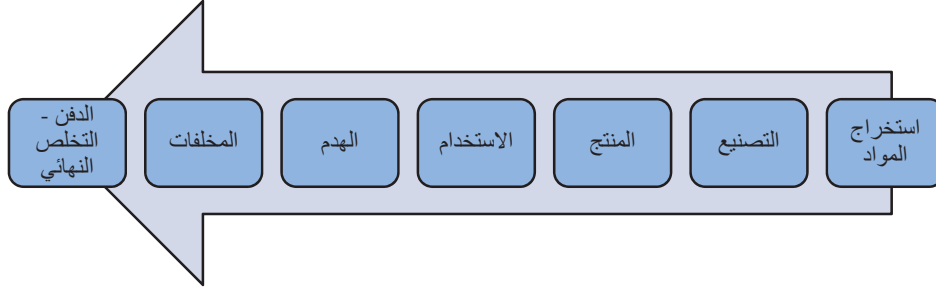 استخراج
المواد
التصنيع
المنتج
الاستخدام
الهدم
المخلفات
الدفن -
التخلص
النهائي